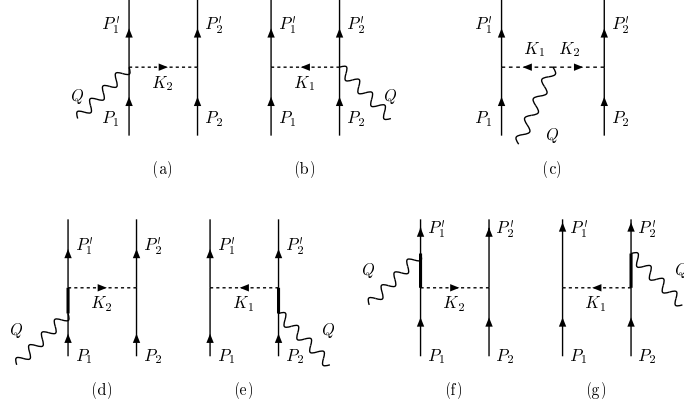 P′₁ P′₂ P′₁ P′₂ P′₁ P′₂
K₁ K₂
K₂ K₁
Q Q
P₁ P₂ P₁ P₂ P₁ P₂
Q
(a) (b) (c)
P′₁ P′₂ P′₁ P′₂ P′₁ P′₂ P′₁ P′₂
Q Q
K₂ K₁ K₂ K₁
Q Q
P₁ P₂ P₁ P₂ P₁ P₂ P₁ P₂
(d) (e) (f) (g)